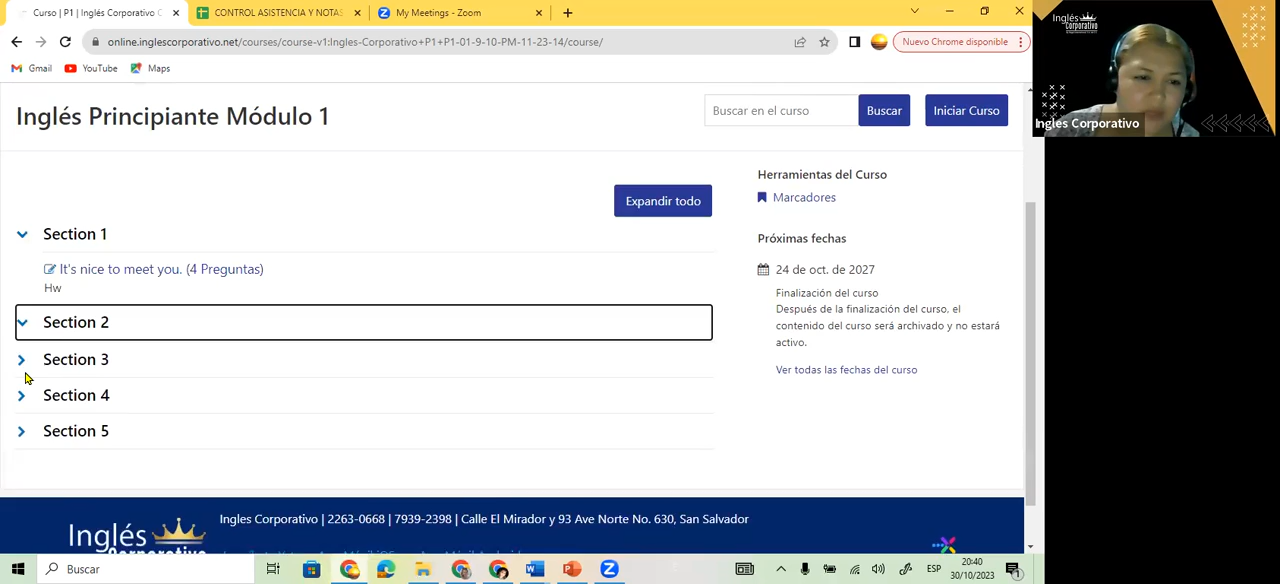 Curso | P1 | Inglés Corporativo C
CONTROL ASISTENCIA Y NOTAS
My Meetings - Zoom
online.inglescorporativo.net/courses/course-v1:Ingles-Corporativo+P1+P1-01-9-10-PM-11-23-14/course/
Nuevo Chrome disponible
Gmail
YouTube
Maps
Inglés Principiante Módulo 1
Buscar en el curso
Buscar
Iniciar Curso
Expandir todo
Section 1
It's nice to meet you. (4 Preguntas)
Hw
Section 2
Section 3
Section 4
Section 5
Herramientas del Curso
Marcadores
Próximas fechas
24 de oct. de 2027
Finalización del curso
Después de la finalización del curso, el
contenido del curso será archivado y no estará
activo.
Ver todas las fechas del curso
Inglés
Ingles Corporativo | 2263-0668 | 7939-2398 | Calle El Mirador y 93 Ave Norte No. 630, San Salvador
Buscar
ESP
20:40
30/10/2023
Inglés
Corporativo
Ingles Corporativo